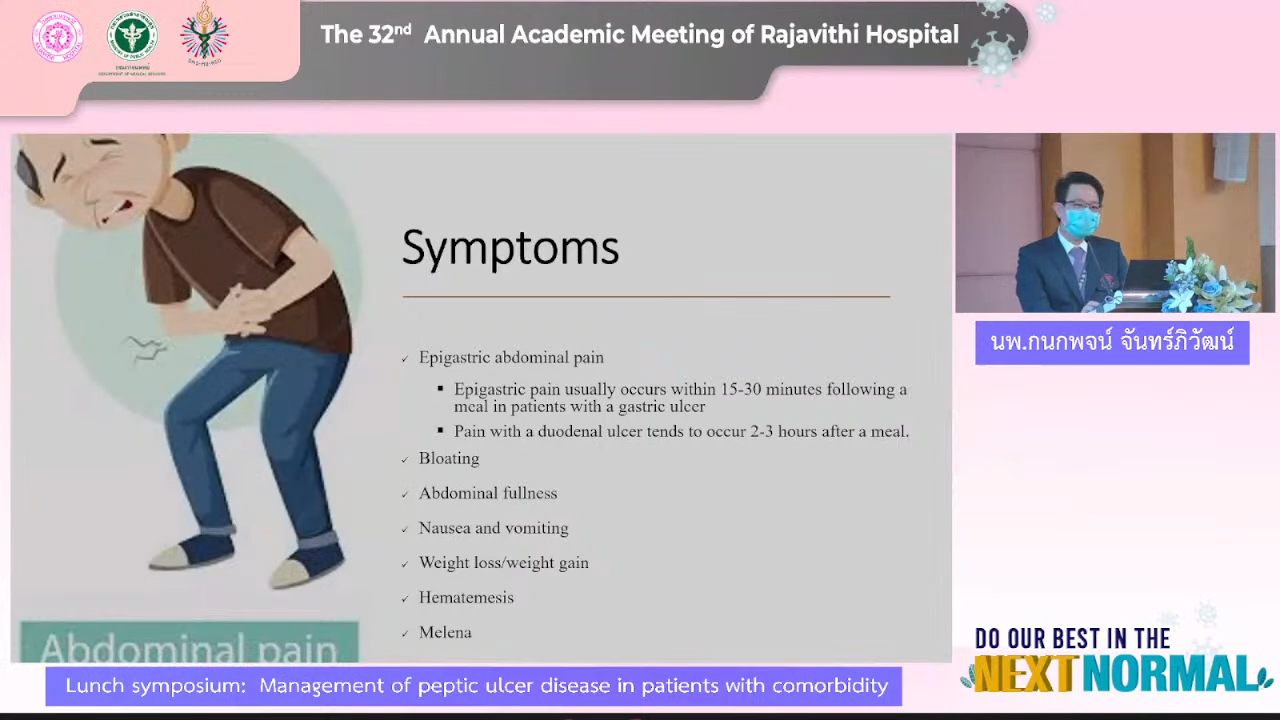 The 32nd Annual Academic Meeting of Rajavithi Hospital
Symptoms
✓ Epigastric abdominal pain
▪ Epigastric pain usually occurs within 15-30 minutes following a
meal in patients with a gastric ulcer
▪ Pain with a duodenal ulcer tends to occur 2-3 hours after a meal.
✓ Bloating
✓ Abdominal fullness
✓ Nausea and vomiting
✓ Weight loss/weight gain
✓ Hematemesis
✓ Melena
Abdominal pain
นพ.กนกพจน์ จันทร์ภิวัฒน์
DO OUR BEST IN THE
NEXT NORMAL
Lunch symposium: Management of peptic ulcer disease in patients with comorbidity